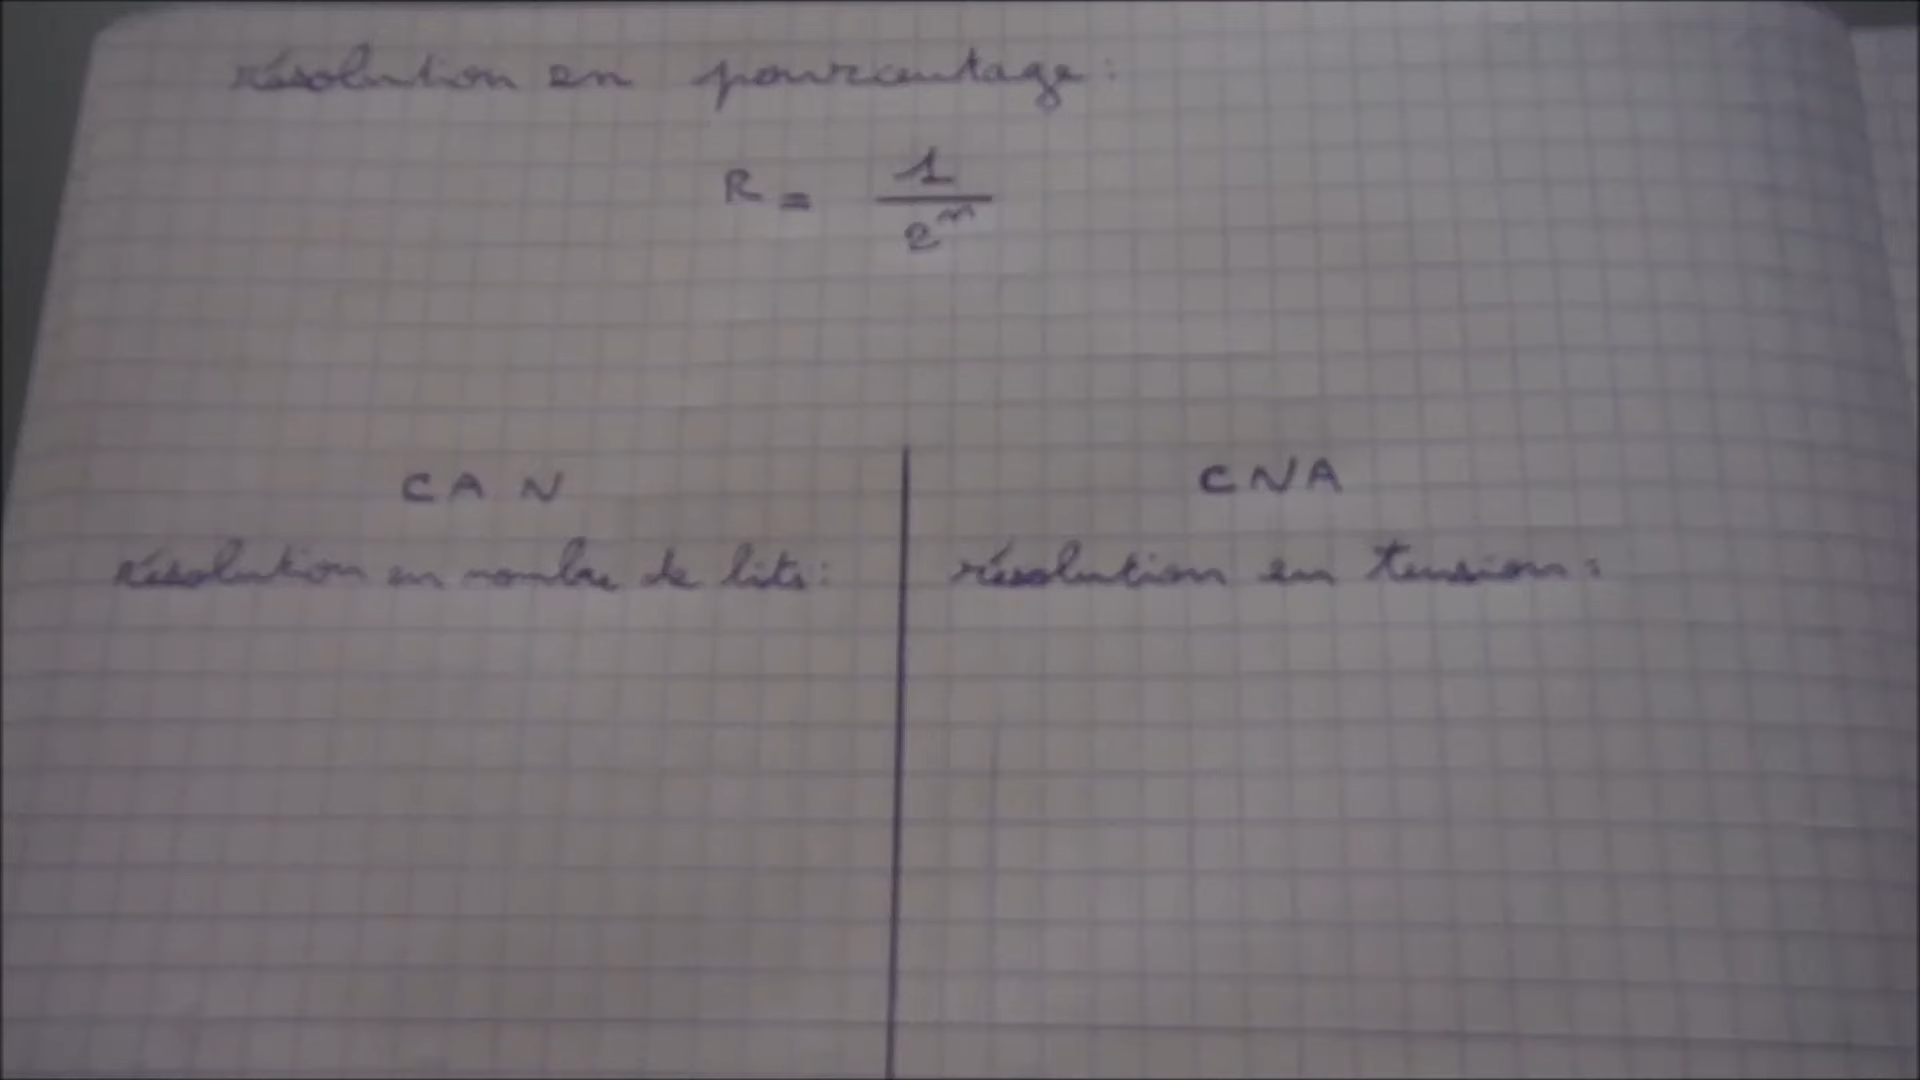 résolution en pourcentage:
R = 1 / 2^n
CAN
résolution en nombre de bits:
CNA
résolution en tension: